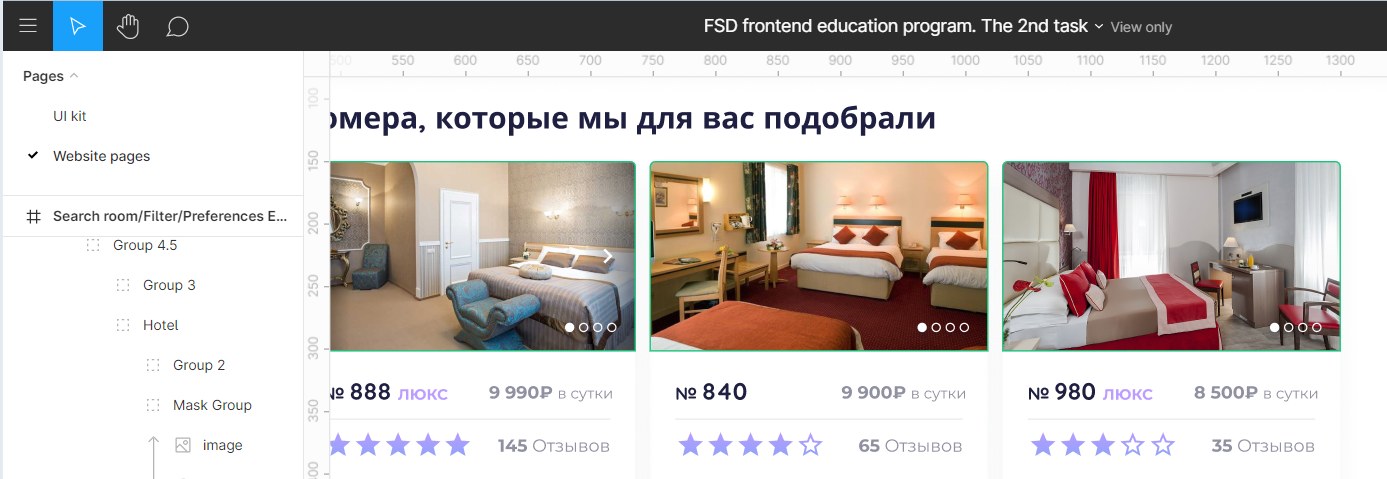 FSD frontend education program. The 2nd task View only
Pages
UI kit
Website pages
Search room/Filter/Preferences E...
Group 4.5
Group 3
Hotel
Group 2
Mask Group
image
500 550 600 650 700 750 800 850 900 950 1000 1050 1100 1150 1200 1250 1300
100
150
200
250
300
350
400
омера, которые мы для вас подобрали
№ 888 ЛЮКС 9 990₽ в сутки
145 Отзывов
№ 840 9 900₽ в сутки
65 Отзывов
№ 980 ЛЮКС 8 500₽ в сутки
35 Отзывов